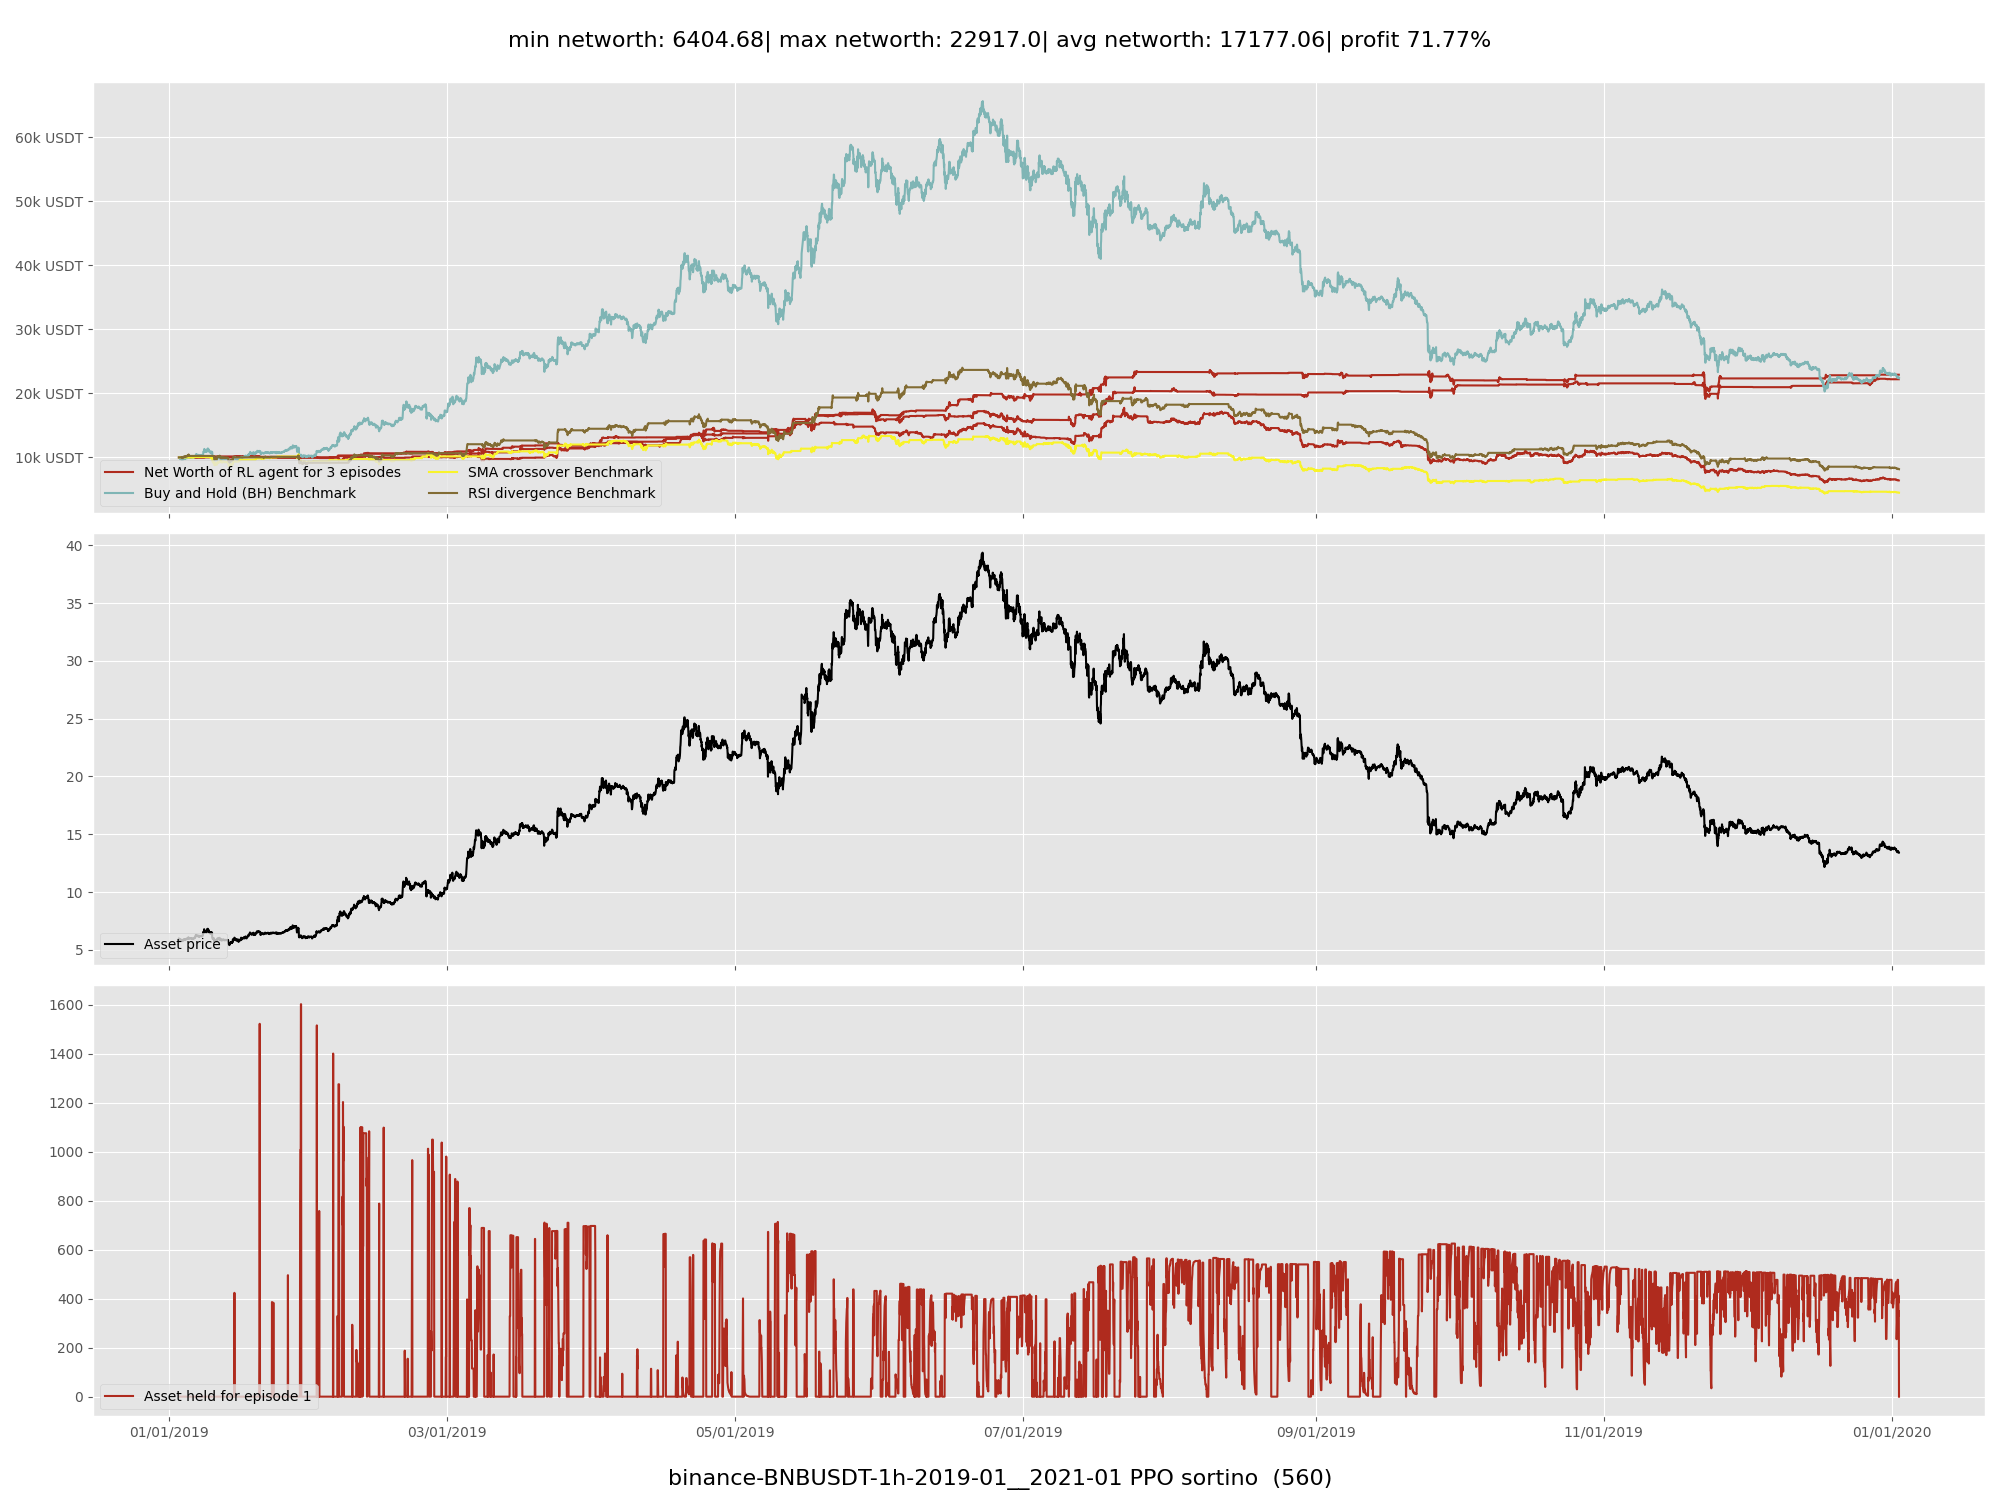 min networth: 6404.68| max networth: 22917.0| avg networth: 17177.06| profit 71.77%
60k USDT
50k USDT
40k USDT
30k USDT
20k USDT
10k USDT
Net Worth of RL agent for 3 episodes
Buy and Hold (BH) Benchmark
SMA crossover Benchmark
RSI divergence Benchmark
40
35
30
25
20
15
10
5
Asset price
1600
1400
1200
1000
800
600
400
200
0
Asset held for episode 1
01/01/2019 03/01/2019 05/01/2019 07/01/2019 09/01/2019 11/01/2019 01/01/2020
binance-BNBUSDT-1h-2019-01__2021-01 PPO sortino (560)